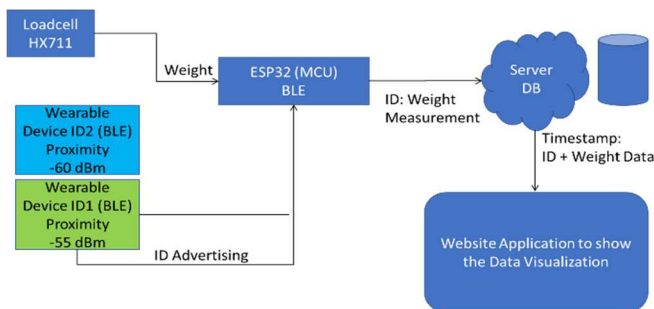 Loadcell
HX711
Weight
ESP32 (MCU)
BLE
ID: Weight
Measurement
Server
DB
Wearable
Device ID2 (BLE)
Proximity
-60 dBm
Wearable
Device ID1 (BLE)
Proximity
-55 dBm
ID Advertising
Timestamp:
ID + Weight Data
Website Application to show
the Data Visualization